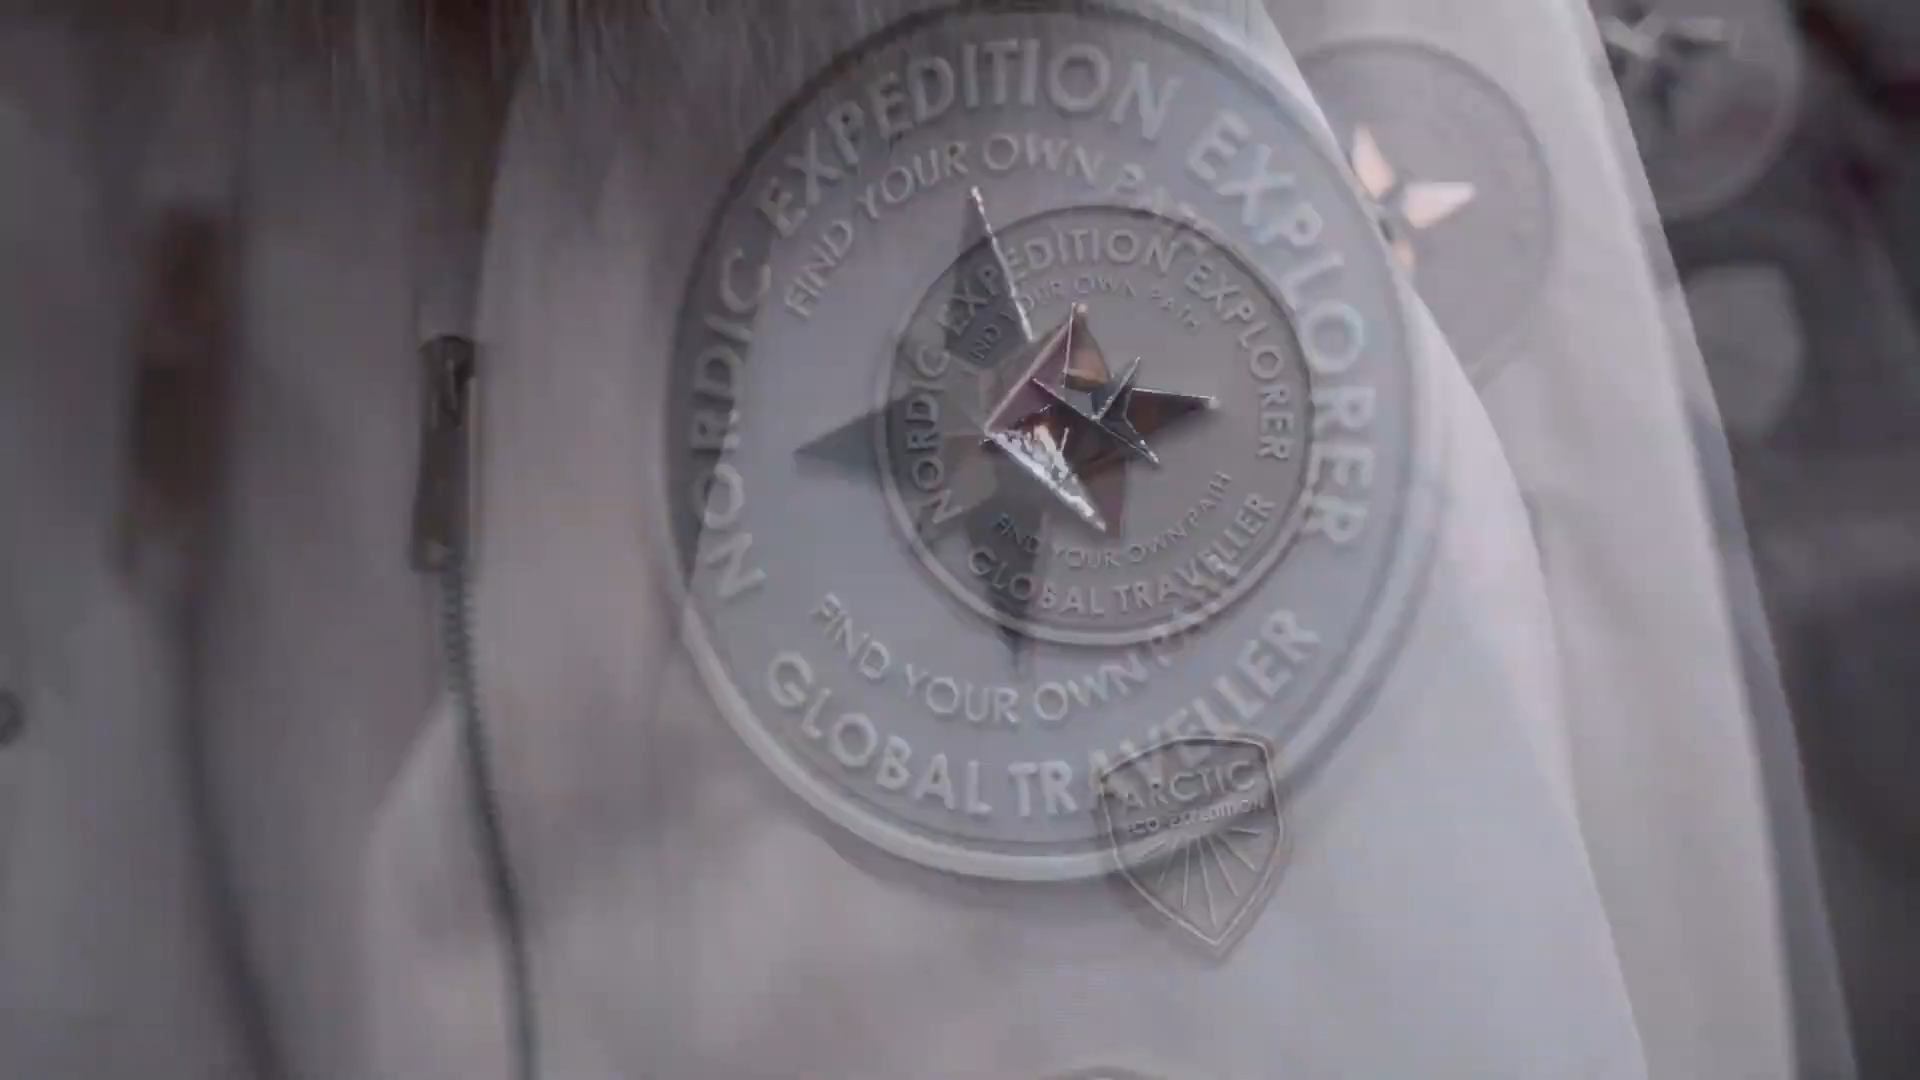 NORDIC EXPEDITION EXPLORER
FIND YOUR OWN PATH
NORDIC EXPEDITION EXPLORER
FIND YOUR OWN PATH
FIND YOUR OWN PATH
GLOBAL TRAVELLER
FIND YOUR OWN
GLOBAL TRAVELLER
ARCTIC
EXPEDITION